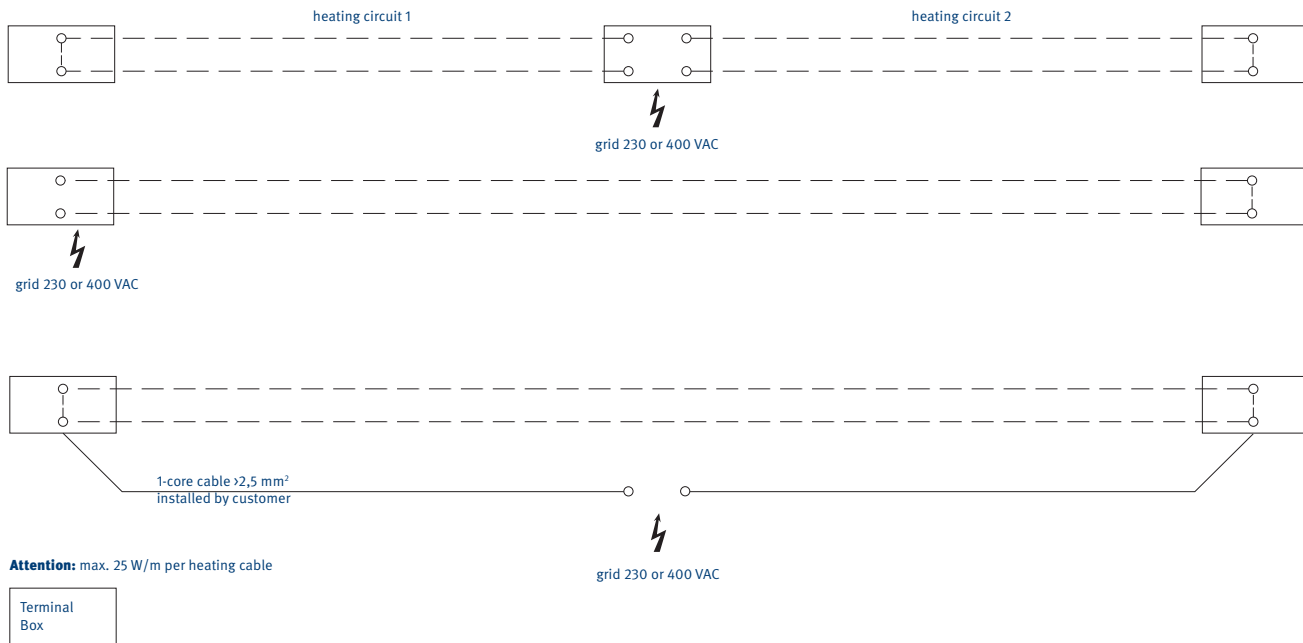 heating circuit 1
heating circuit 2
grid 230 or 400 VAC
grid 230 or 400 VAC
1-core cable >2,5 mm²
installed by customer
Attention: max. 25 W/m per heating cable
grid 230 or 400 VAC
Terminal
Box